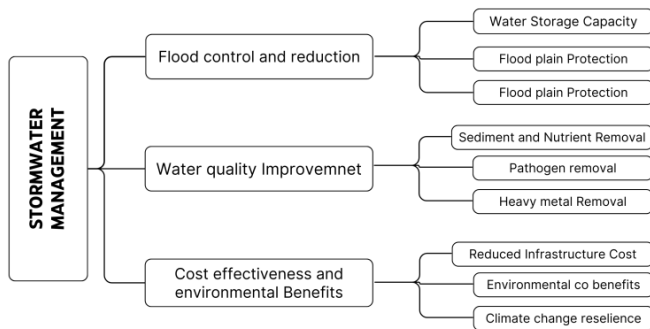 STORMWATER
MANAGEMENT
Flood control and reduction
Water Storage Capacity
Flood plain Protection
Flood plain Protection
Water quality Improvemnet
Sediment and Nutrient Removal
Pathogen removal
Heavy metal Removal
Cost effectiveness and
environmental Benefits
Reduced Infrastructure Cost
Environmental co benefits
Climate change reselience